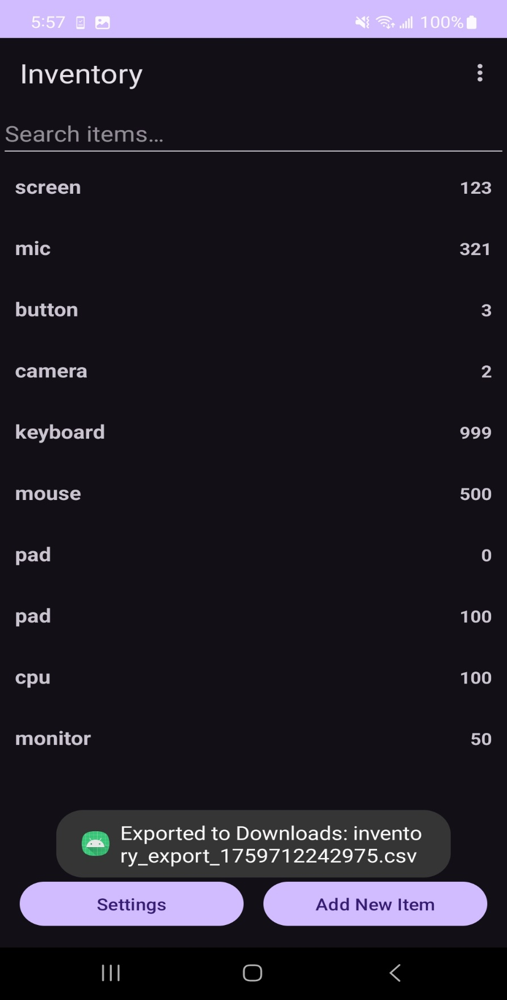 5:57 100%
Inventory
Search items...
screen 123
mic 321
button 3
camera 2
keyboard 999
mouse 500
pad 0
pad 100
cpu 100
monitor 50
Exported to Downloads: invento
ry_export_1759712242975.csv
Settings Add New Item